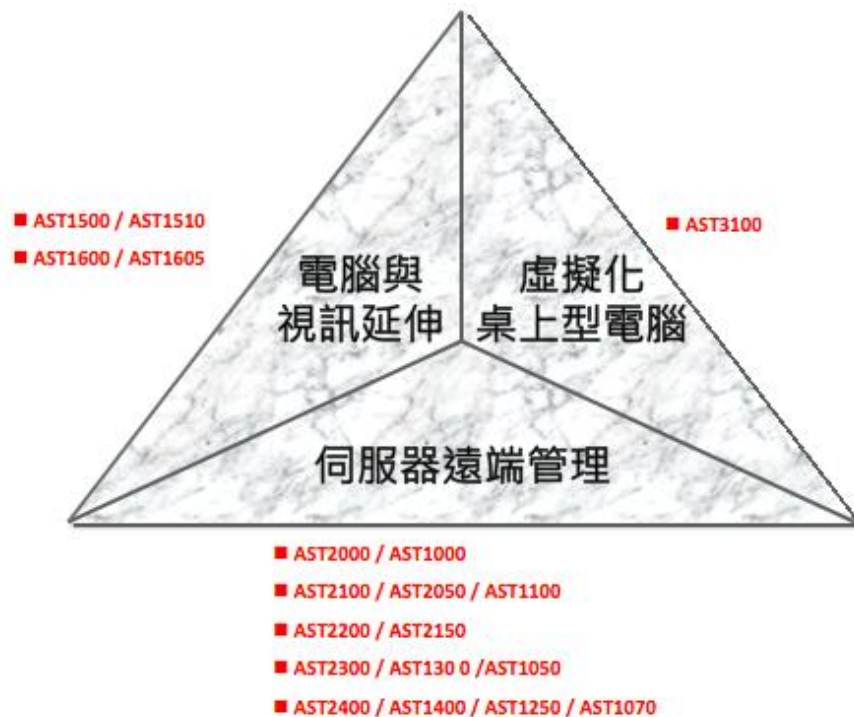 ■ AST1500 / AST1510
■ AST1600 / AST1605
■ AST3100
電腦與
視訊延伸
虛擬化
桌上型電腦
伺服器遠端管理
■ AST2000 / AST1000
■ AST2100 / AST2050 / AST1100
■ AST2200 / AST2150
■ AST2300 / AST130 0 /AST1050
■ AST2400 / AST1400 / AST1250 / AST1070